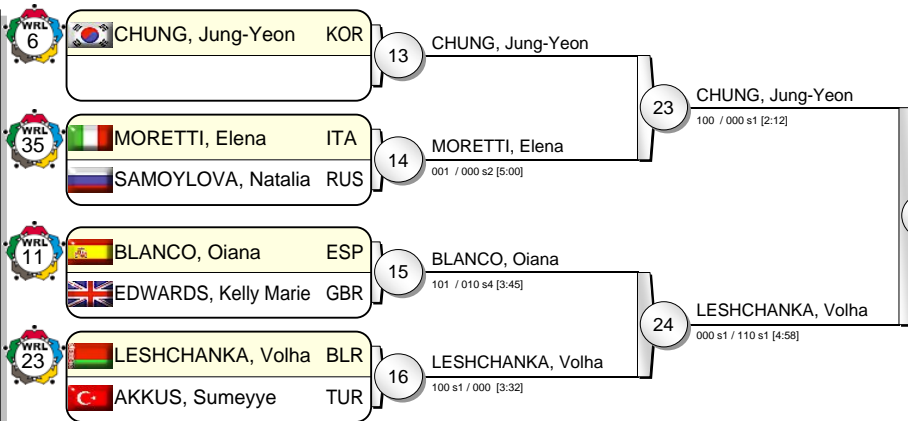 WRL
6
CHUNG, Jung-Yeon KOR
13
CHUNG, Jung-Yeon
23
CHUNG, Jung-Yeon
100 / 000 s1 [2:12]
WRL
35
MORETTI, Elena ITA
SAMOYLOVA, Natalia RUS
14
MORETTI, Elena
001 / 000 s2 [5:00]
WRL
11
BLANCO, Oiana ESP
EDWARDS, Kelly Marie GBR
15
BLANCO, Oiana
101 / 010 s4 [3:45]
24
LESHCHANKA, Volha
000 s1 / 110 s1 [4:58]
WRL
23
LESHCHANKA, Volha BLR
AKKUS, Sumeyye TUR
16
LESHCHANKA, Volha
100 s1 / 000 [3:32]